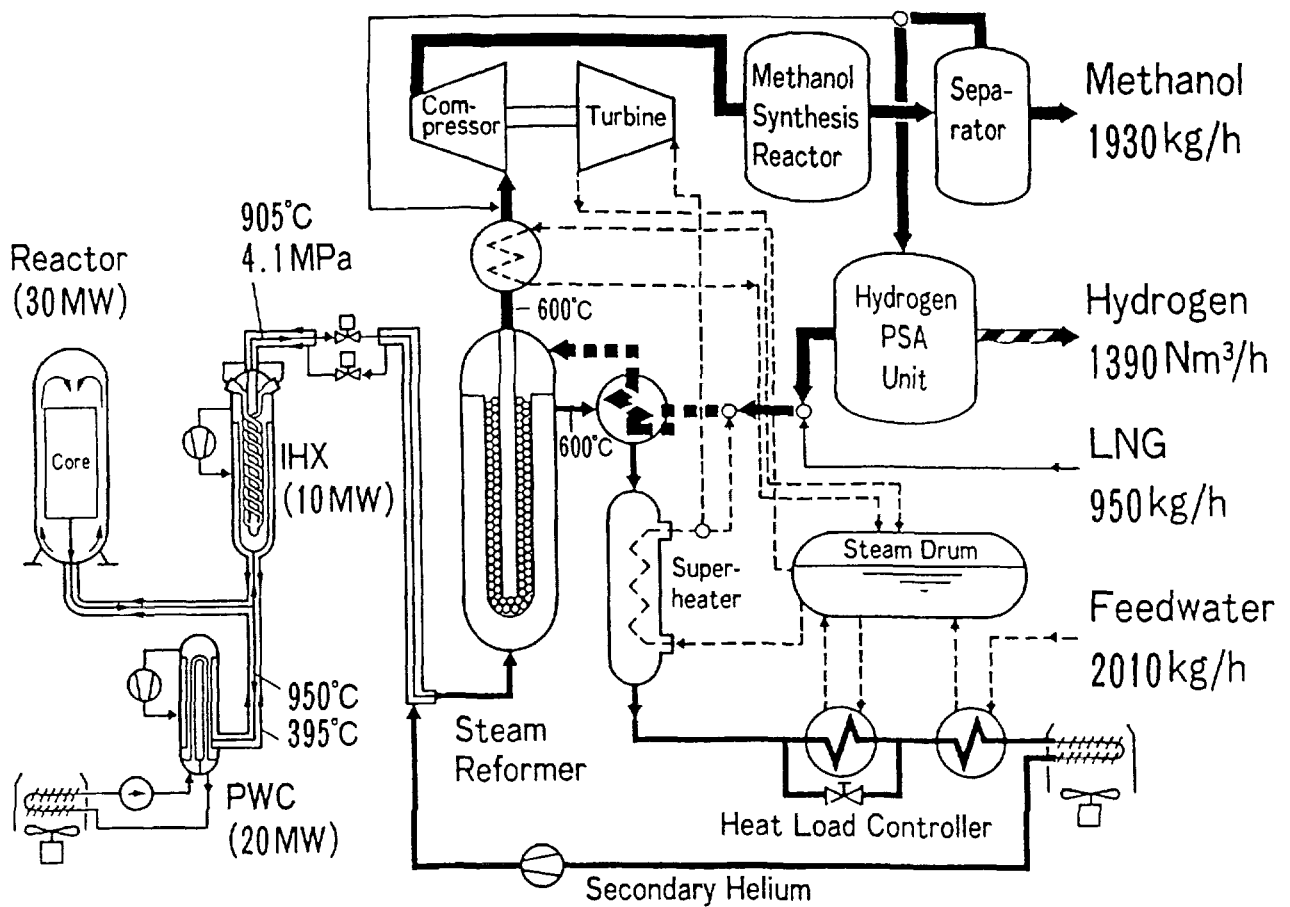 Com-
pressor
Turbine
Methanol
Synthesis
Reactor
Sepa-
rator
Methanol
1930kg/h
905°C
4.1MPa
Reactor
(30MW)
600°C
Hydrogen
PSA
Unit
Hydrogen
1390Nm³/h
Core
IHX
(10MW)
600°C
LNG
950kg/h
Super-
heater
Steam Drum
Feedwater
2010kg/h
950°C
395°C
Steam
Reformer
PWC
(20MW)
Heat Load Controller
Secondary Helium